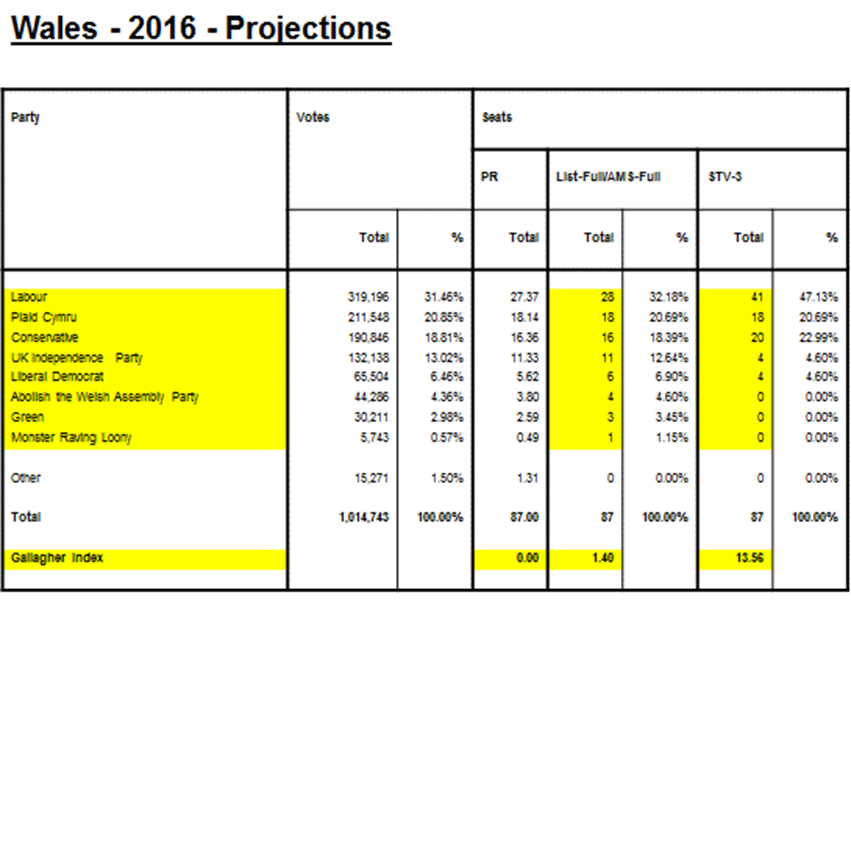 Wales - 2016 - Projections
Party Votes Seats
PR List-Full/AMS-Full STV-3
Total % Total Total % Total %
Labour 319,196 31.46% 27.37 28 32.18% 41 47.13%
Plaid Cymru 211,548 20.85% 18.14 18 20.69% 18 20.69%
Conservative 190,846 18.81% 16.36 16 18.39% 20 22.99%
UK Independence Party 132,138 13.02% 11.33 11 12.64% 4 4.60%
Liberal Democrat 65,504 6.46% 5.62 6 6.90% 4 4.60%
Abolish the Welsh Assembly Party 44,286 4.36% 3.80 4 4.60% 0 0.00%
Green 30,211 2.98% 2.59 3 3.45% 0 0.00%
Monster Raving Loony 5,743 0.57% 0.49 1 1.15% 0 0.00%
Other 15,271 1.50% 1.31 0 0.00% 0 0.00%
Total 1,014,743 100.00% 87.00 87 100.00% 87 100.00%
Gallagher Index 0.00 1.40 13.56